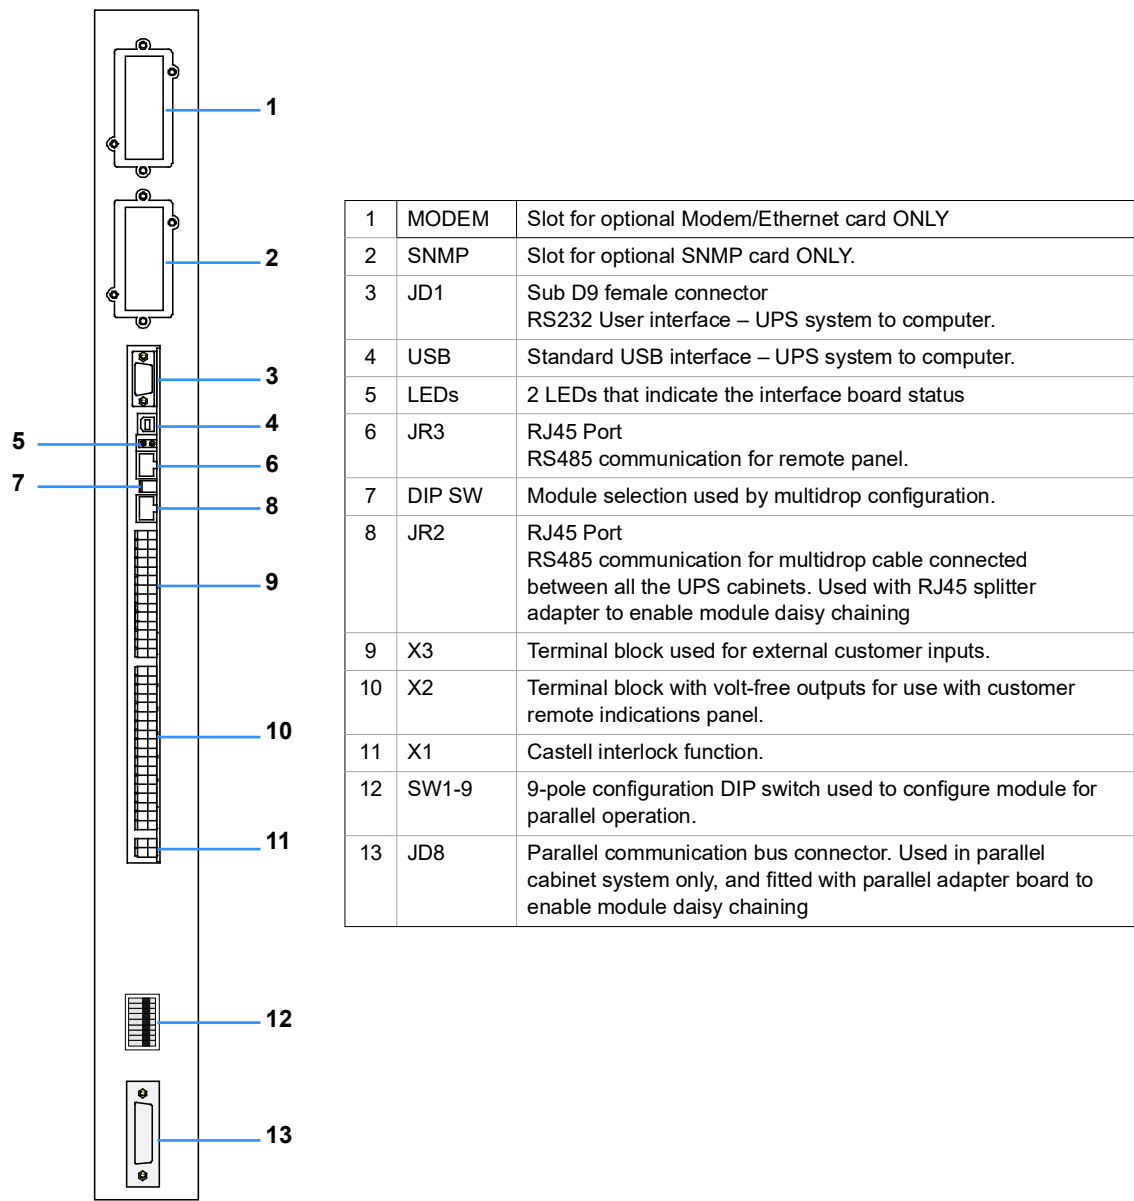 1
2
3
4
5
6
7
8
9
10
11
12
13
1 MODEM Slot for optional Modem/Ethernet card ONLY
2 SNMP Slot for optional SNMP card ONLY.
3 JD1 Sub D9 female connector
RS232 User interface – UPS system to computer.
4 USB Standard USB interface – UPS system to computer.
5 LEDs 2 LEDs that indicate the interface board status
6 JR3 RJ45 Port
RS485 communication for remote panel.
7 DIP SW Module selection used by multidrop configuration.
8 JR2 RJ45 Port
RS485 communication for multidrop cable connected
between all the UPS cabinets. Used with RJ45 splitter
adapter to enable module daisy chaining
9 X3 Terminal block used for external customer inputs.
10 X2 Terminal block with volt-free outputs for use with customer
remote indications panel.
11 X1 Castell interlock function.
12 SW1-9 9-pole configuration DIP switch used to configure module for
parallel operation.
13 JD8 Parallel communication bus connector. Used in parallel
cabinet system only, and fitted with parallel adapter board to
enable module daisy chaining